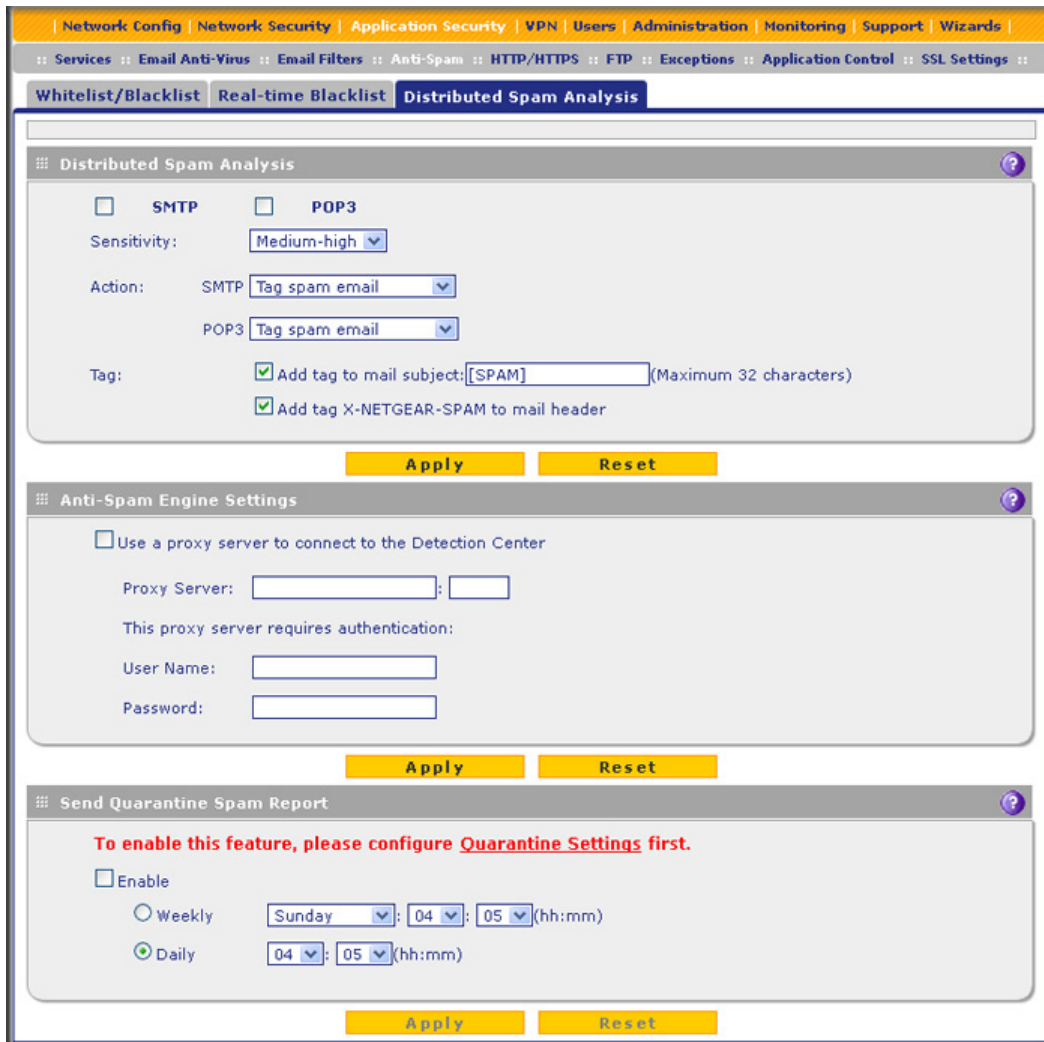 | Network Config | Network Security | Application Security | VPN | Users | Administration | Monitoring | Support | Wizards |
:: Services :: Email Anti-Virus :: Email Filters :: Anti-Spam :: HTTP/HTTPS :: FTP :: Exceptions :: Application Control :: SSL Settings ::
Whitelist/Blacklist Real-time Blacklist Distributed Spam Analysis
Distributed Spam Analysis ?
SMTP POP3
Sensitivity: Medium-high
Action: SMTP Tag spam email
POP3 Tag spam email
Tag: Add tag to mail subject: [SPAM] (Maximum 32 characters)
Add tag X-NETGEAR-SPAM to mail header
Apply Reset
Anti-Spam Engine Settings ?
Use a proxy server to connect to the Detection Center
Proxy Server: :
This proxy server requires authentication:
User Name:
Password:
Apply Reset
Send Quarantine Spam Report ?
To enable this feature, please configure Quarantine Settings first.
Enable
Weekly Sunday : 04 : 05 (hh:mm)
Daily 04 : 05 (hh:mm)
Apply Reset